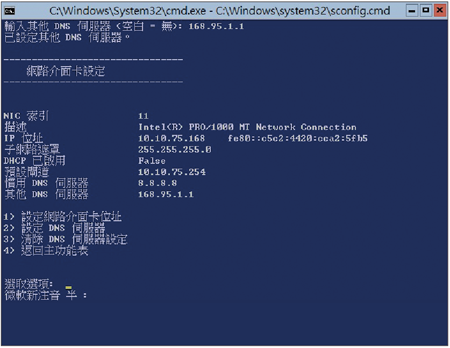 C:\Windows\System32\cmd.exe - C:\Windows\system32\sconfig.cmd
輸入其他 DNS 伺服器 (空白 = 無): 168.95.1.1
已設定其他 DNS 伺服器。
--------------------------------
網路介面卡設定
--------------------------------
NIC 索引 11
描述 Intel(R) PRO/1000 MT Network Connection
IP 位址 10.10.75.168 fe80::c5c2:4420:cca2:5fb5
子網路遮罩 255.255.255.0
DHCP 已啟用 False
預設閘道 10.10.75.254
慣用 DNS 伺服器 8.8.8.8
其他 DNS 伺服器 168.95.1.1
1) 設定網路介面卡位址
2) 設定 DNS 伺服器
3) 清除 DNS 伺服器設定
4) 返回主功能表
選取選項: _
微軟新注音 半 :